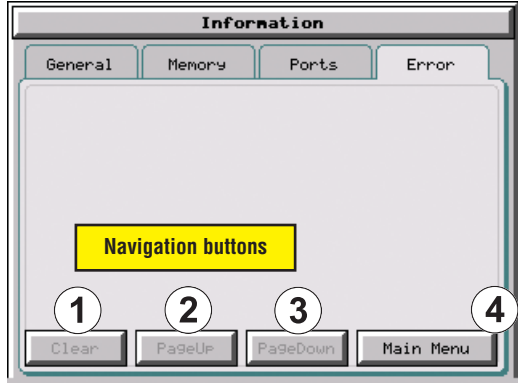 Information
General Memory Ports Error
Navigation buttons
1 2 3 4
Clear PageUp PageDown Main Menu